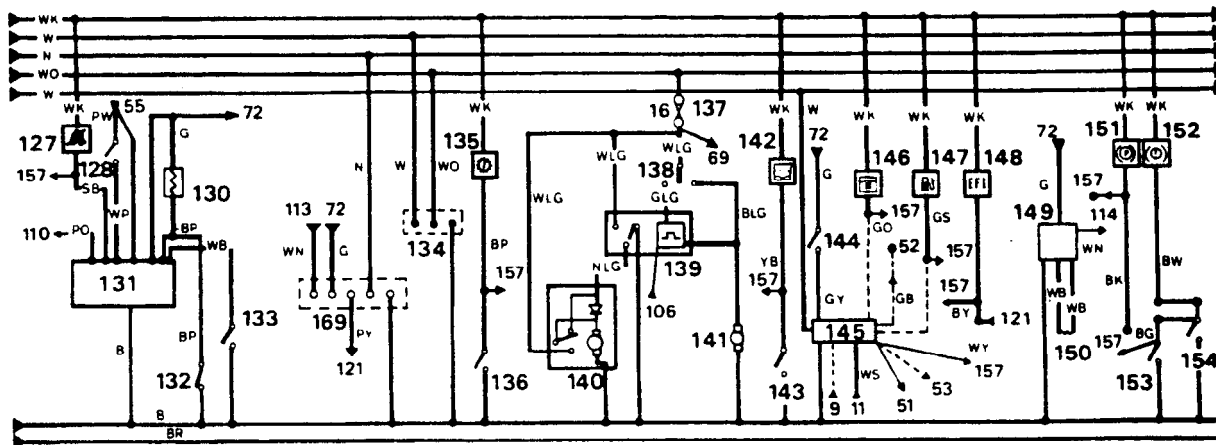 WK
W
N
WO
W
WK
127
157
SB
PW
55
128
WP
G
72
130
110
PO
BP
WB
131
B
BP
132
133
113
72
WN
G
N
169
PY
121
W
WO
134
WK
135
BP
157
136
16
137
WLG
69
138
WLG
WLG
GLG
BLG
NLG
139
106
140
141
WK
142
YB
157
143
W
72
G
144
GY
145
WK
146
157
GO
52
GB
WK
147
GS
157
WK
EFI
148
157
BY
121
WY
157
9
WS
11
51
53
72
G
149
114
WN
WB
WB
150
WK
WK
151
152
157
BK
BW
157
BG
153
154
B
BR